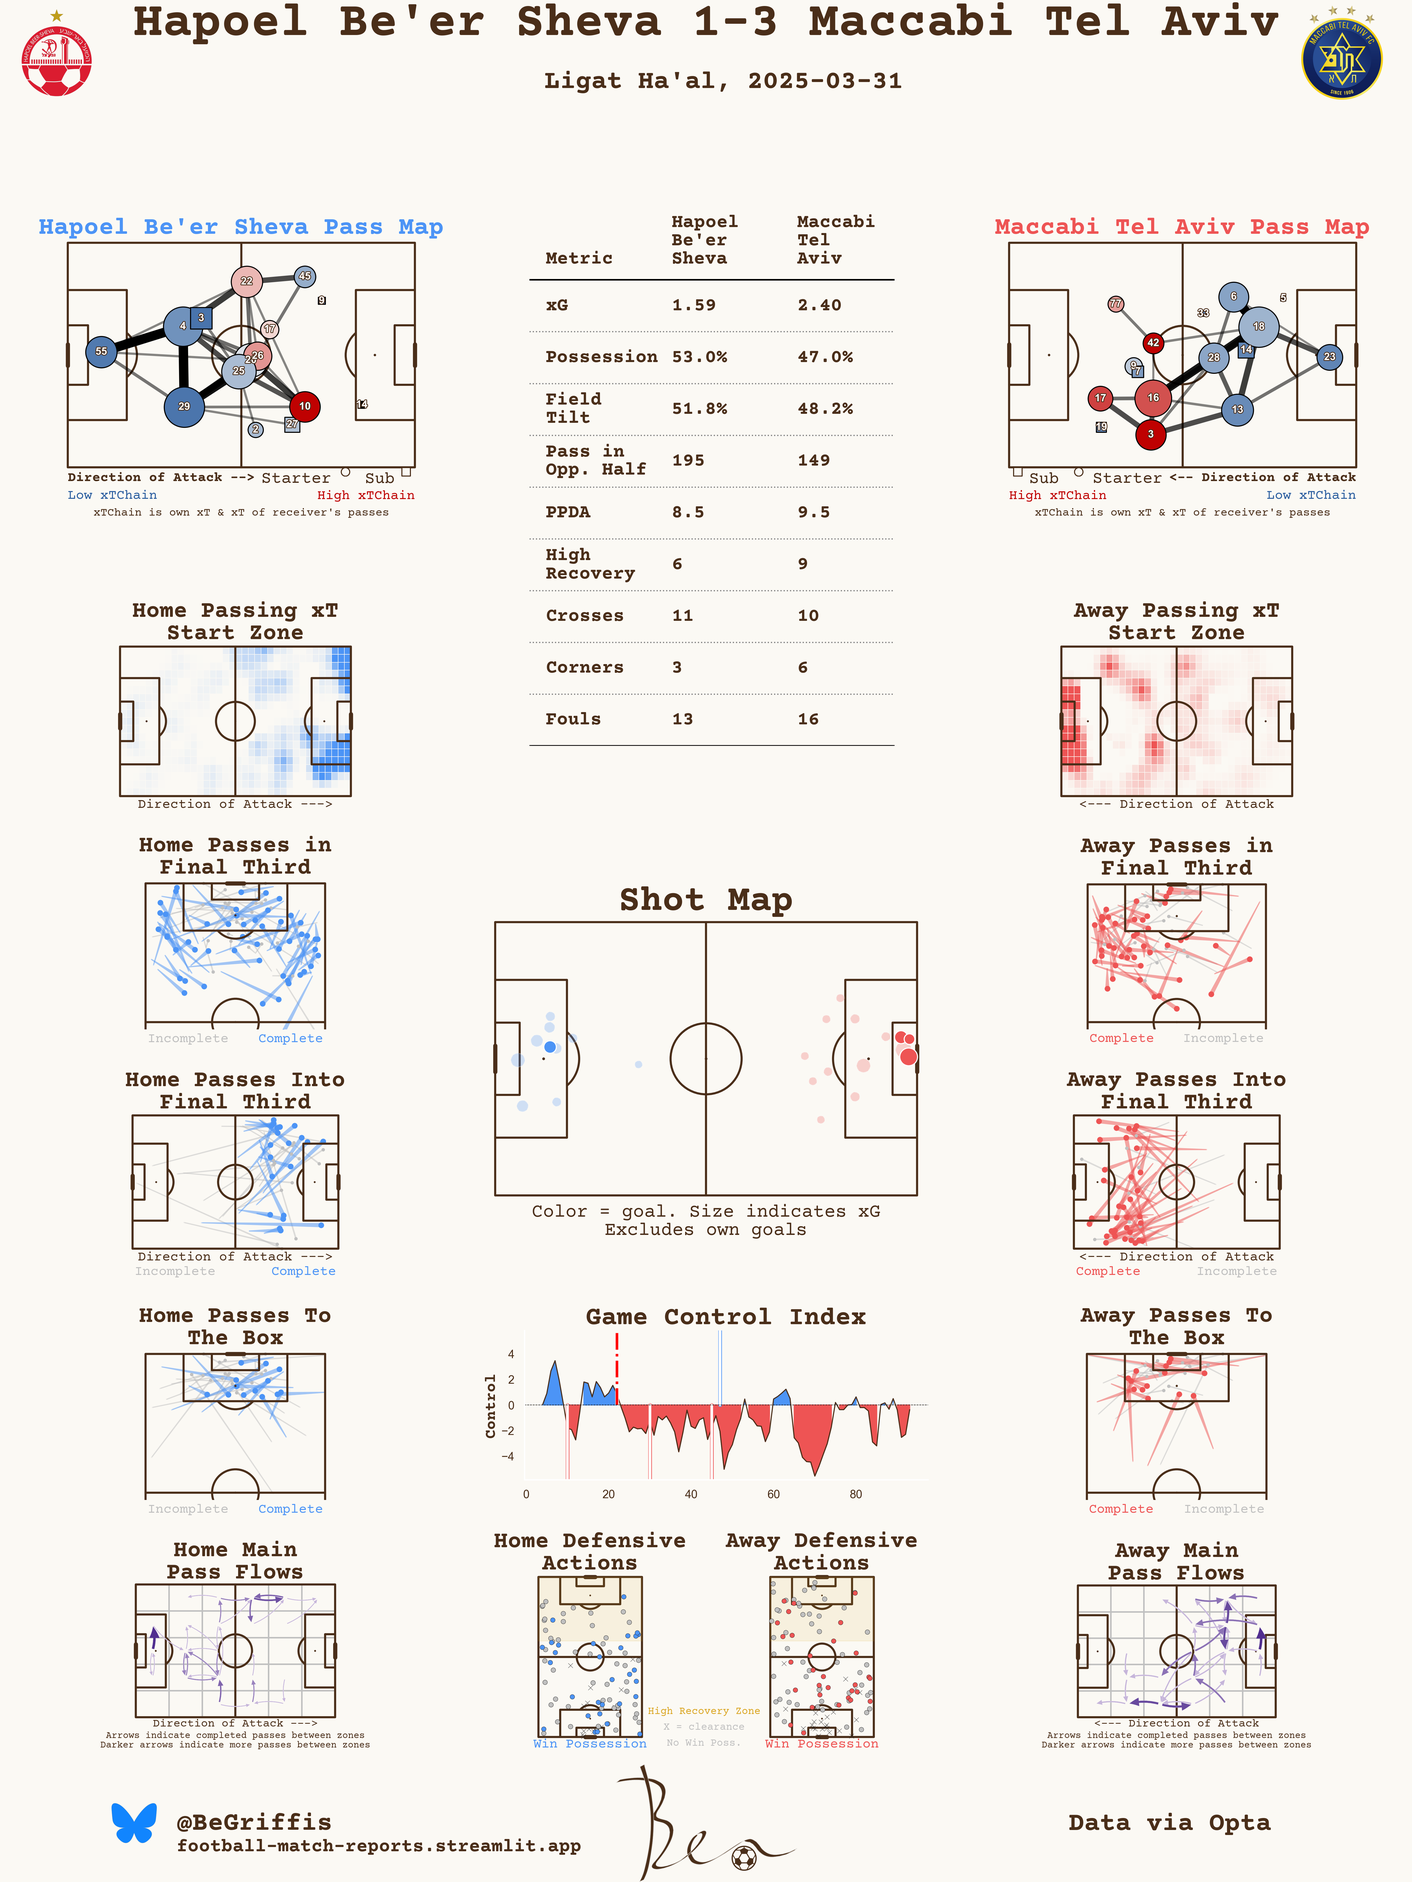 Hapoel Be'er Sheva 1-3 Maccabi Tel Aviv
Ligat Ha'al, 2025-03-31
HAPOEL BEER-SHEVA
MACCABI TEL AVIV FC
SINCE 1906
Hapoel Be'er Sheva Pass Map
22
45
9
3
4
17
55
26
25
29
10
14
27
2
Direction of Attack --> Starter Sub
Low xTChain High xTChain
xTChain is own xT & xT of receiver's passes
Metric Hapoel Be'er Sheva Maccabi Tel Aviv
xG 1.59 2.40
Possession 53.0% 47.0%
Field Tilt 51.8% 48.2%
Pass in Opp. Half 195 149
PPDA 8.5 9.5
High Recovery 6 9
Crosses 11 10
Corners 3 6
Fouls 13 16
Maccabi Tel Aviv Pass Map
77
6
5
33
18
42
14
28
23
9
7
17
16
13
19
3
Sub Starter <-- Direction of Attack
High xTChain Low xTChain
xTChain is own xT & xT of receiver's passes
Home Passing xT
Start Zone
Direction of Attack --->
Away Passing xT
Start Zone
<--- Direction of Attack
Home Passes in
Final Third
Incomplete Complete
Away Passes in
Final Third
Complete Incomplete
Shot Map
Color = goal. Size indicates xG
Excludes own goals
Home Passes Into
Final Third
Direction of Attack --->
Incomplete Complete
Away Passes Into
Final Third
<--- Direction of Attack
Complete Incomplete
Home Passes To
The Box
Incomplete Complete
Game Control Index
Control
4
2
0
−2
−4
0 20 40 60 80
Away Passes To
The Box
Complete Incomplete
Home Main
Pass Flows
Direction of Attack --->
Arrows indicate completed passes between zones
Darker arrows indicate more passes between zones
Home Defensive
Actions
Win Possession
Away Defensive
Actions
Win Possession
High Recovery Zone
X = clearance
No Win Poss.
Away Main
Pass Flows
<--- Direction of Attack
Arrows indicate completed passes between zones
Darker arrows indicate more passes between zones
@BeGriffis
football-match-reports.streamlit.app
Ben
Data via Opta